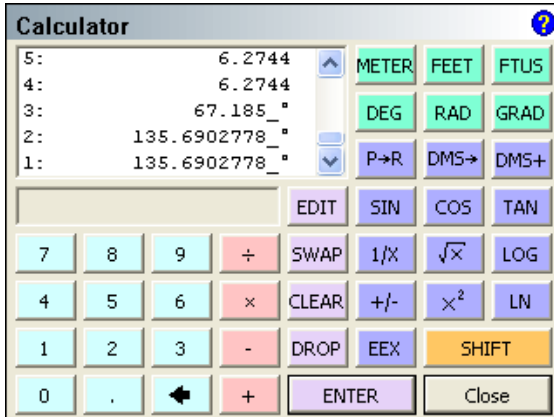 Calculator ?
5: 6.2744 METER FEET FTUS
4: 6.2744
3: 67.185_° DEG RAD GRAD
2: 135.6902778_°
1: 135.6902778_° P→R DMS→ DMS+
EDIT SIN COS TAN
7 8 9 ÷ SWAP 1/X √x LOG
4 5 6 × CLEAR +/- x² LN
1 2 3 - DROP EEX SHIFT
0 . 🡄 + ENTER Close